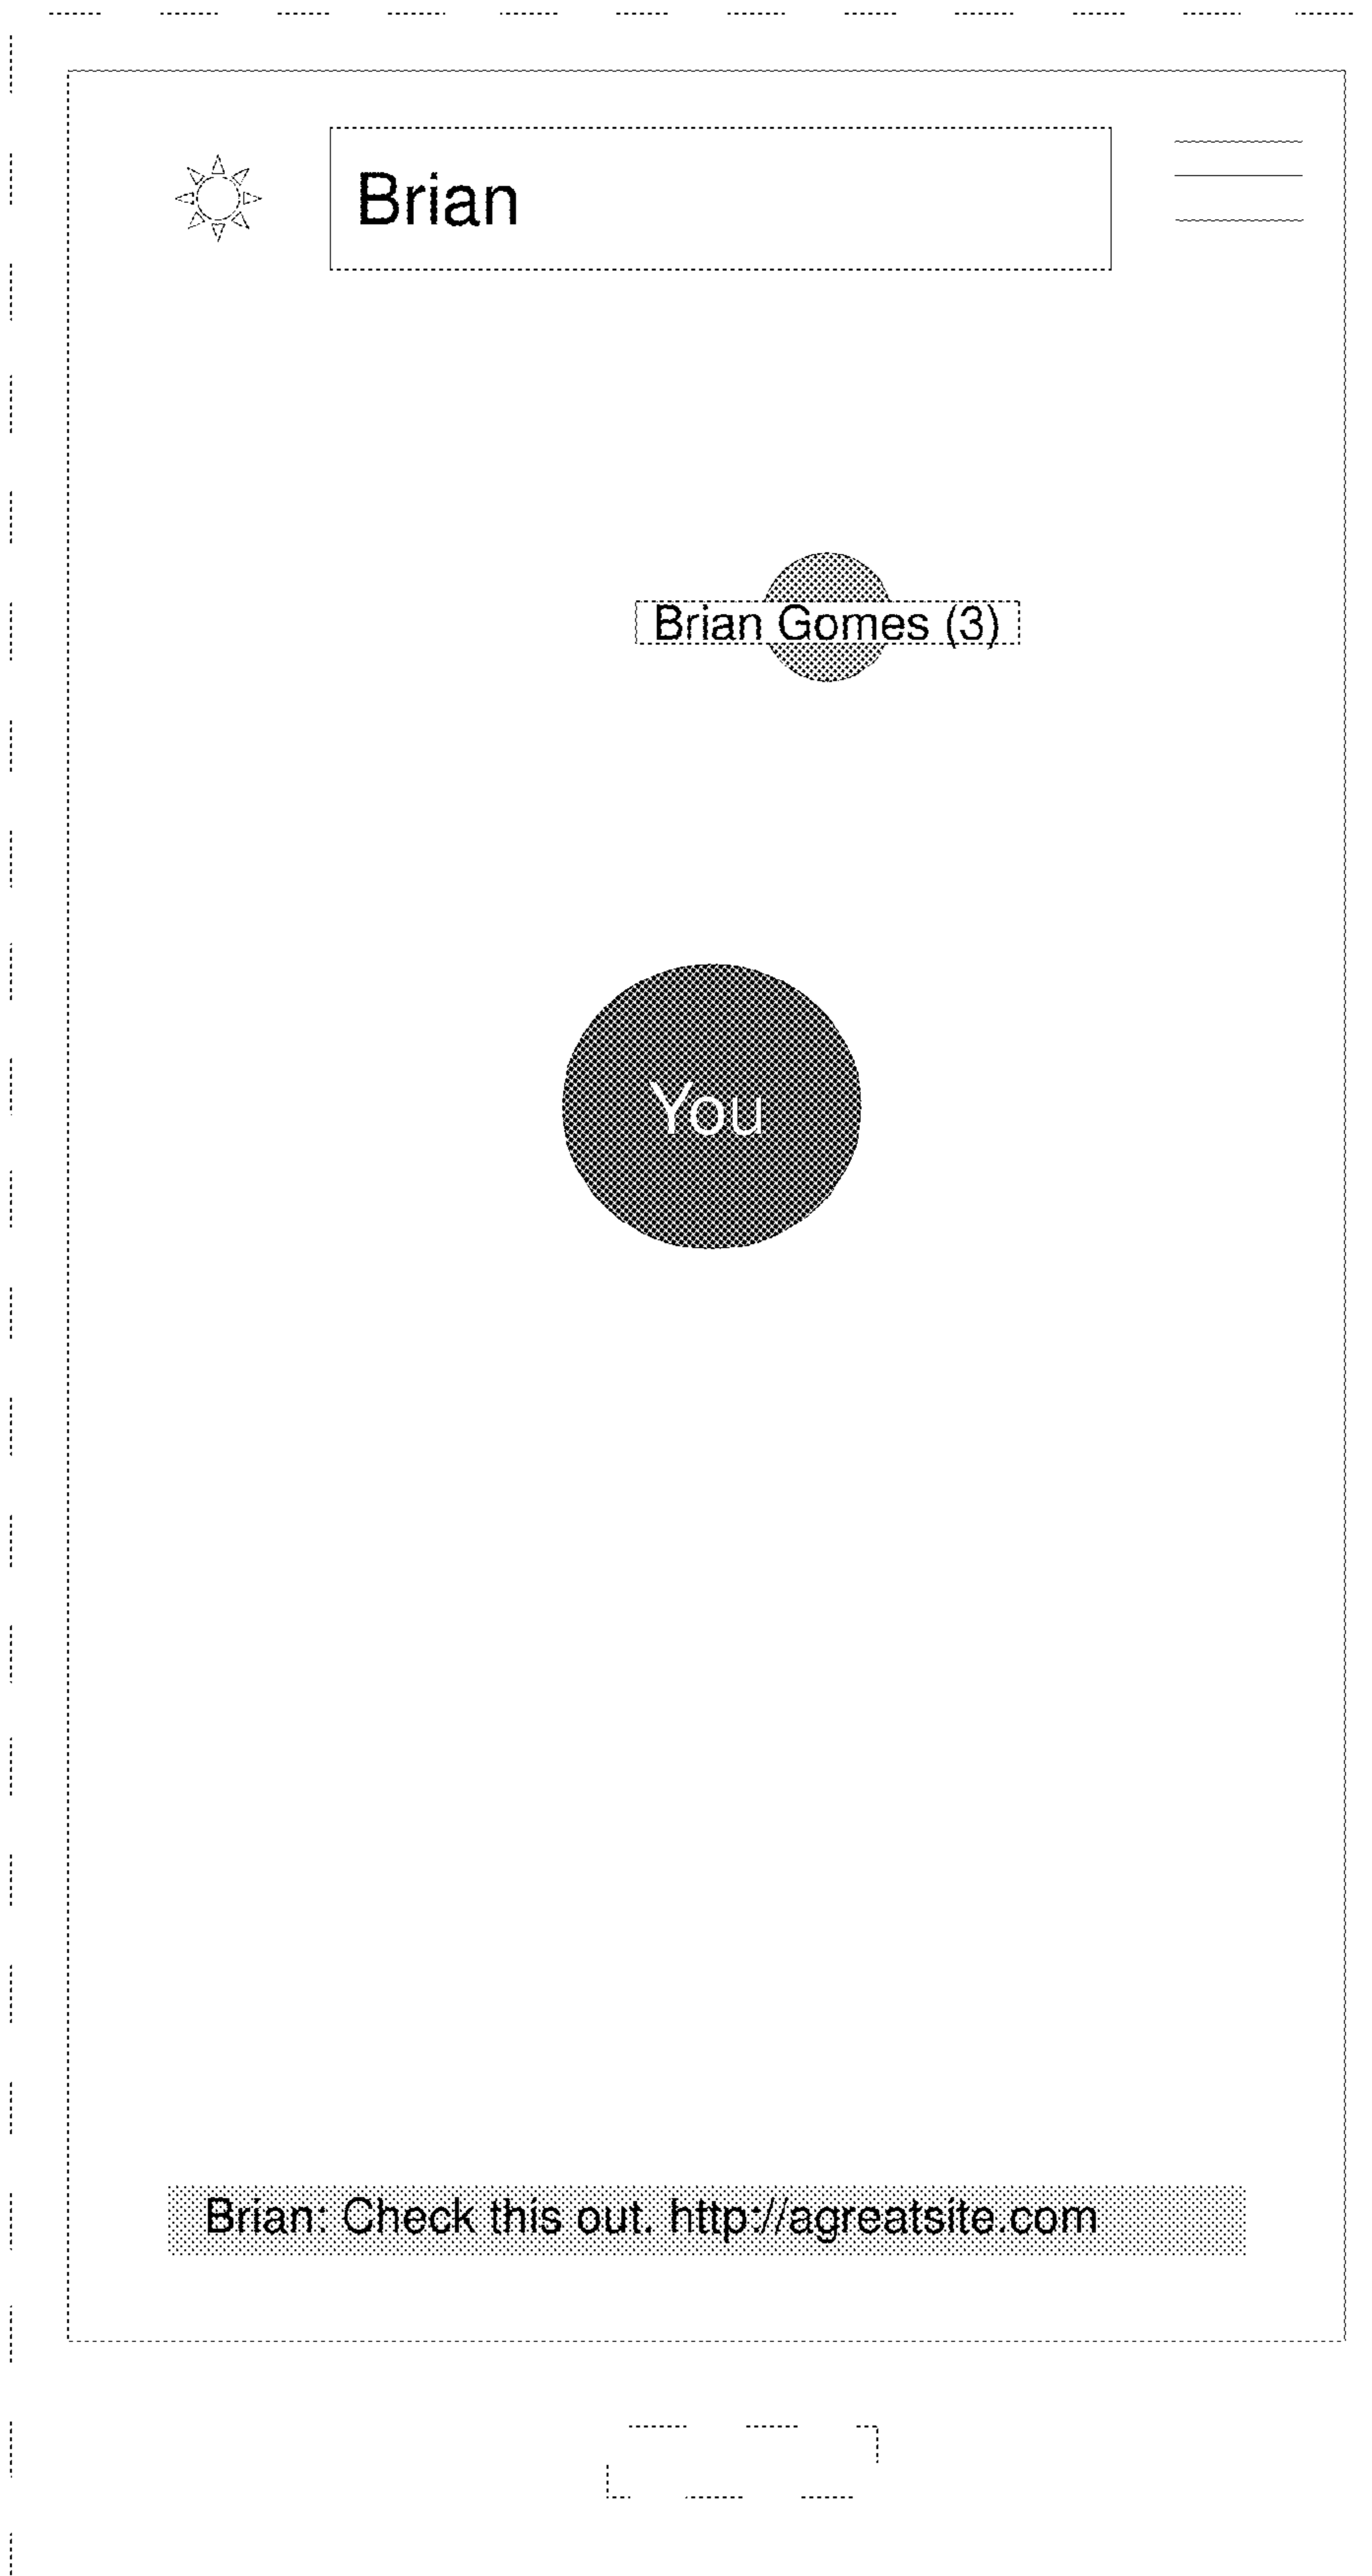 Brian
Brian Gomes (3)
You
Brian: Check this out. http://agreatsite.com